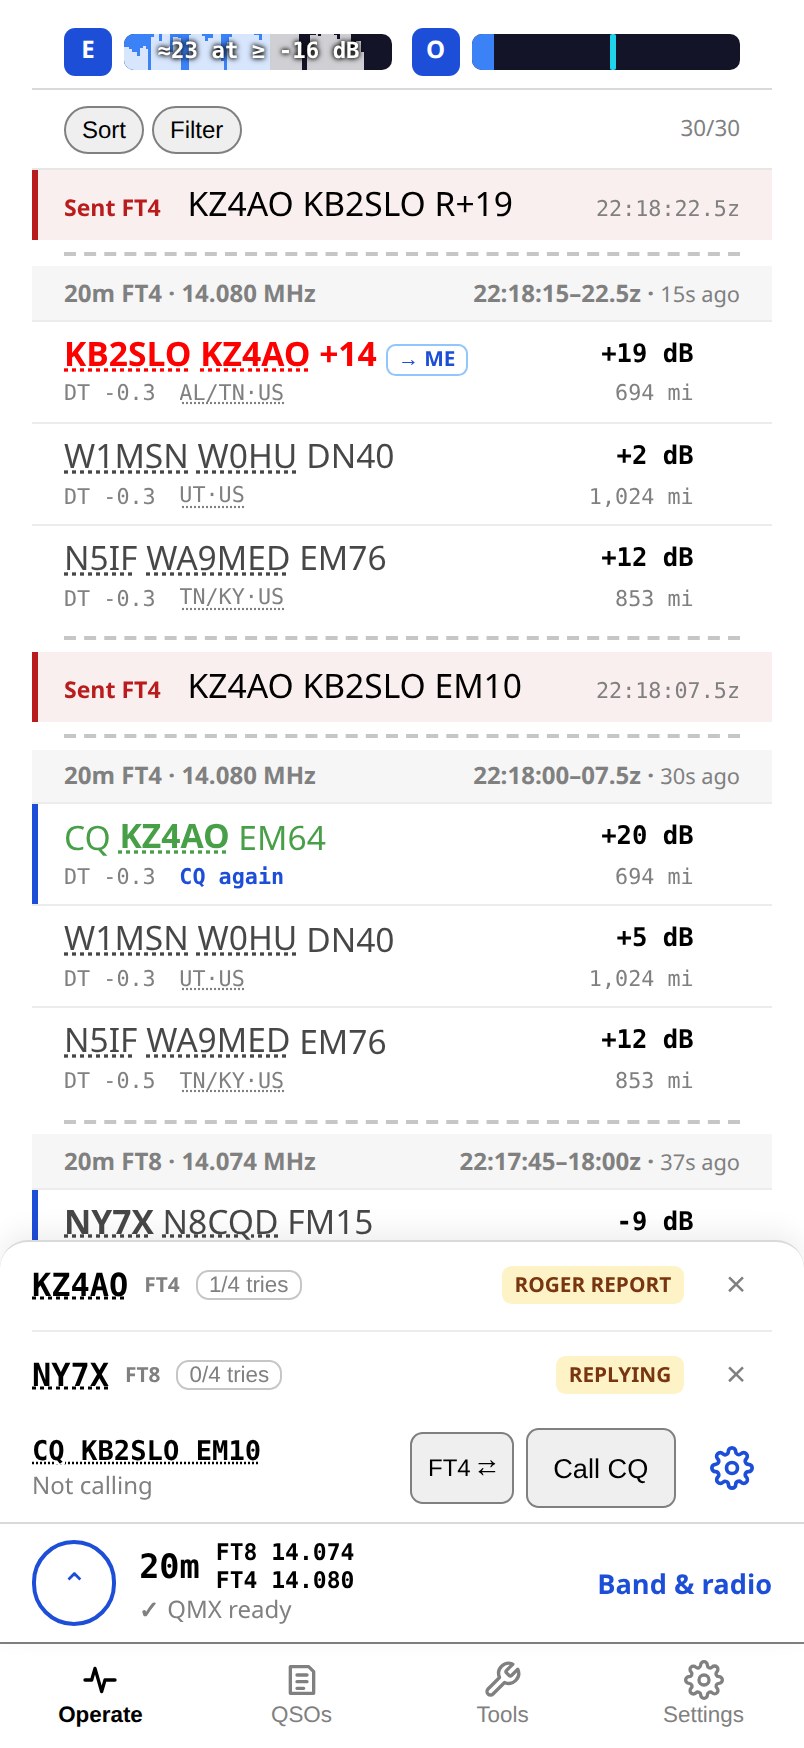 E ≈23 at ≥ -16 dB O
Sort Filter 30/30
Sent FT4 KZ4AO KB2SLO R+19 22:18:22.5z
20m FT4 · 14.080 MHz 22:18:15–22.5z · 15s ago
KB2SLO KZ4AO +14 → ME +19 dB
DT -0.3 AL/TN·US 694 mi
W1MSN W0HU DN40 +2 dB
DT -0.3 UT·US 1,024 mi
N5IF WA9MED EM76 +12 dB
DT -0.3 TN/KY·US 853 mi
Sent FT4 KZ4AO KB2SLO EM10 22:18:07.5z
20m FT4 · 14.080 MHz 22:18:00–07.5z · 30s ago
CQ KZ4AO EM64 +20 dB
DT -0.3 CQ again 694 mi
W1MSN W0HU DN40 +5 dB
DT -0.3 UT·US 1,024 mi
N5IF WA9MED EM76 +12 dB
DT -0.5 TN/KY·US 853 mi
20m FT8 · 14.074 MHz 22:17:45–18:00z · 37s ago
NY7X N8CQD FM15 -9 dB
KZ4AO FT4 1/4 tries ROGER REPORT ×
NY7X FT8 0/4 tries REPLYING ×
CQ KB2SLO EM10
Not calling
FT4 ⇄ Call CQ
20m FT8 14.074
FT4 14.080
✓ QMX ready
Band & radio
Operate QSOs Tools Settings